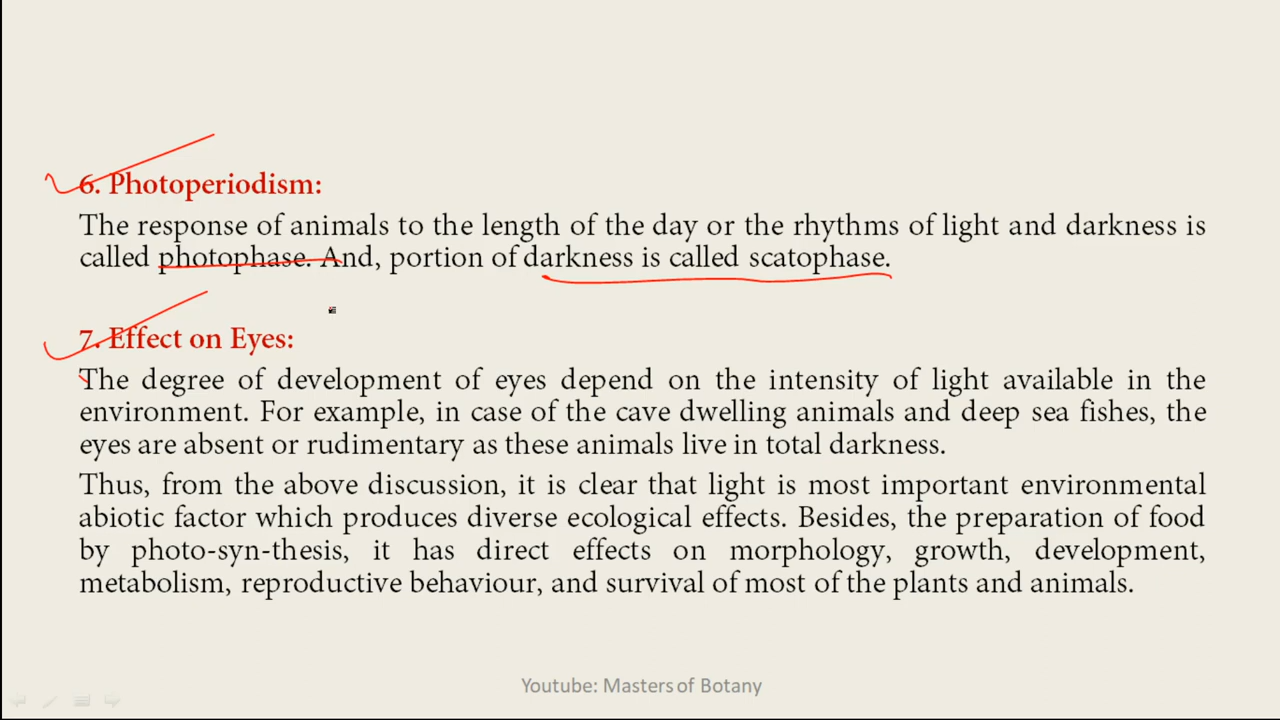 6. Photoperiodism:
The response of animals to the length of the day or the rhythms of light and darkness is
called photophase. And, portion of darkness is called scatophase.
7. Effect on Eyes:
The degree of development of eyes depend on the intensity of light available in the
environment. For example, in case of the cave dwelling animals and deep sea fishes, the
eyes are absent or rudimentary as these animals live in total darkness.
Thus, from the above discussion, it is clear that light is most important environmental
abiotic factor which produces diverse ecological effects. Besides, the preparation of food
by photo-syn-thesis, it has direct effects on morphology, growth, development,
metabolism, reproductive behaviour, and survival of most of the plants and animals.
Youtube: Masters of Botany